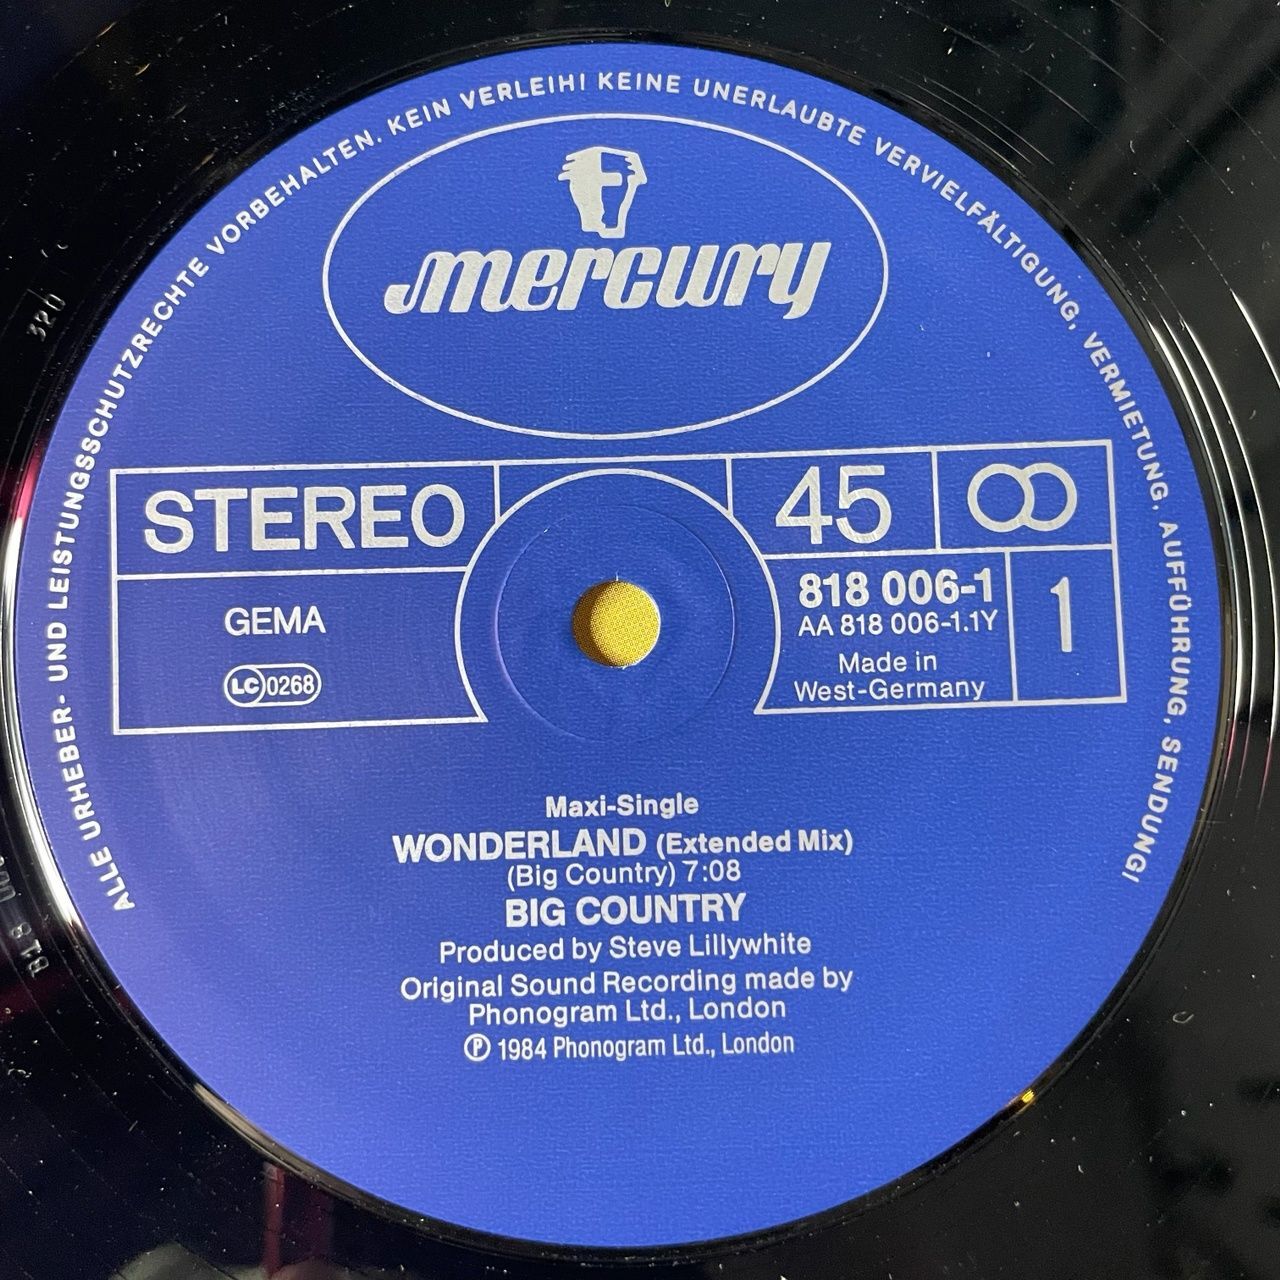 ALLE URHEBER- UND LEISTUNGSSCHUTZRECHTE VORBEHALTEN. KEIN VERLEIH! KEINE UNERLAUBTE VERVIELFÄLTIGUNG, VERMIETUNG, AUFFÜHRUNG, SENDUNG!
mercury
STEREO
45
GEMA
LC 0268
818 006-1
AA 818 006-1.1Y
Made in
West-Germany
1
Maxi-Single
WONDERLAND (Extended Mix)
(Big Country) 7:08
BIG COUNTRY
Produced by Steve Lillywhite
Original Sound Recording made by
Phonogram Ltd., London
℗ 1984 Phonogram Ltd., London
320